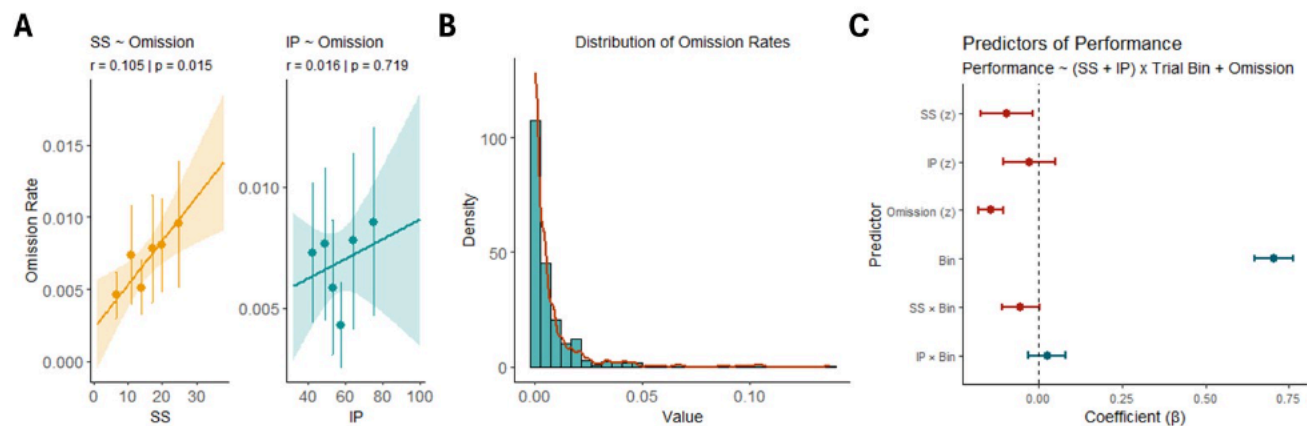 A
SS ~ Omission
r = 0.105 | p = 0.015
Omission Rate
0.015
0.010
0.005
0.000
0
10
20
30
SS
IP ~ Omission
r = 0.016 | p = 0.719
0.010
0.005
40
60
80
100
IP
B
Distribution of Omission Rates
Density
100
50
0
0.00
0.05
0.10
Value
C
Predictors of Performance
Performance ~ (SS + IP) x Trial Bin + Omission
Predictor
SS (z)
IP (z)
Omission (z)
Bin
SS × Bin
IP × Bin
0.00
0.25
0.50
0.75
Coefficient (β)